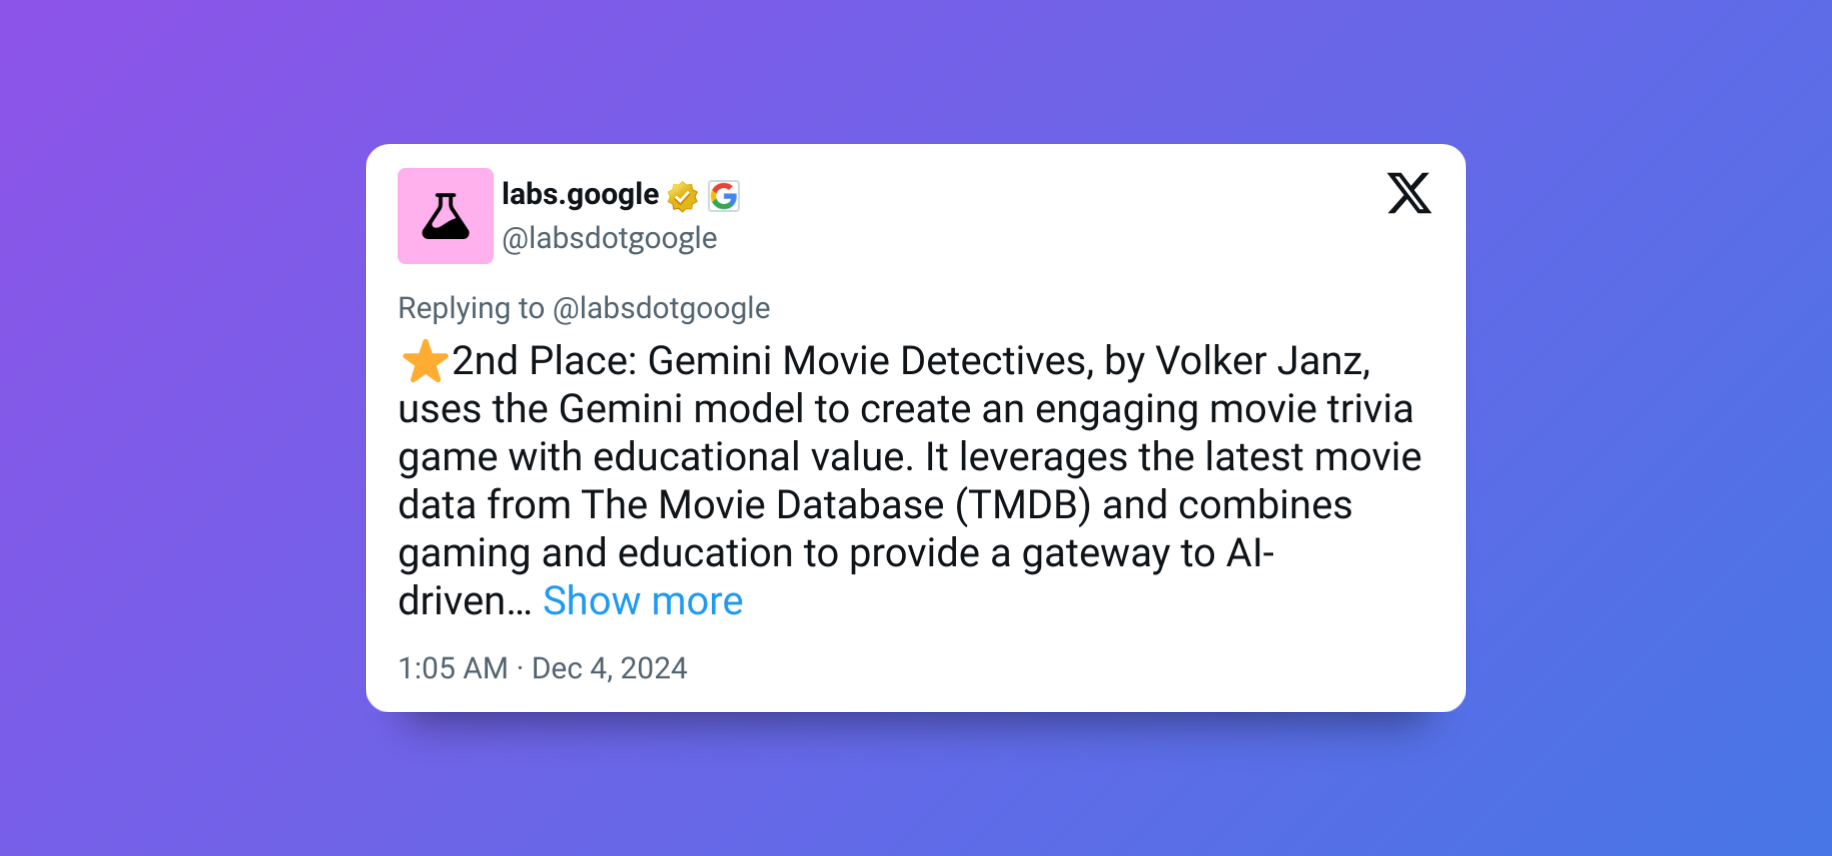 labs.google
@labsdotgoogle
Replying to @labsdotgoogle
⭐2nd Place: Gemini Movie Detectives, by Volker Janz,
uses the Gemini model to create an engaging movie trivia
game with educational value. It leverages the latest movie
data from The Movie Database (TMDB) and combines
gaming and education to provide a gateway to AI-
driven… Show more
1:05 AM · Dec 4, 2024